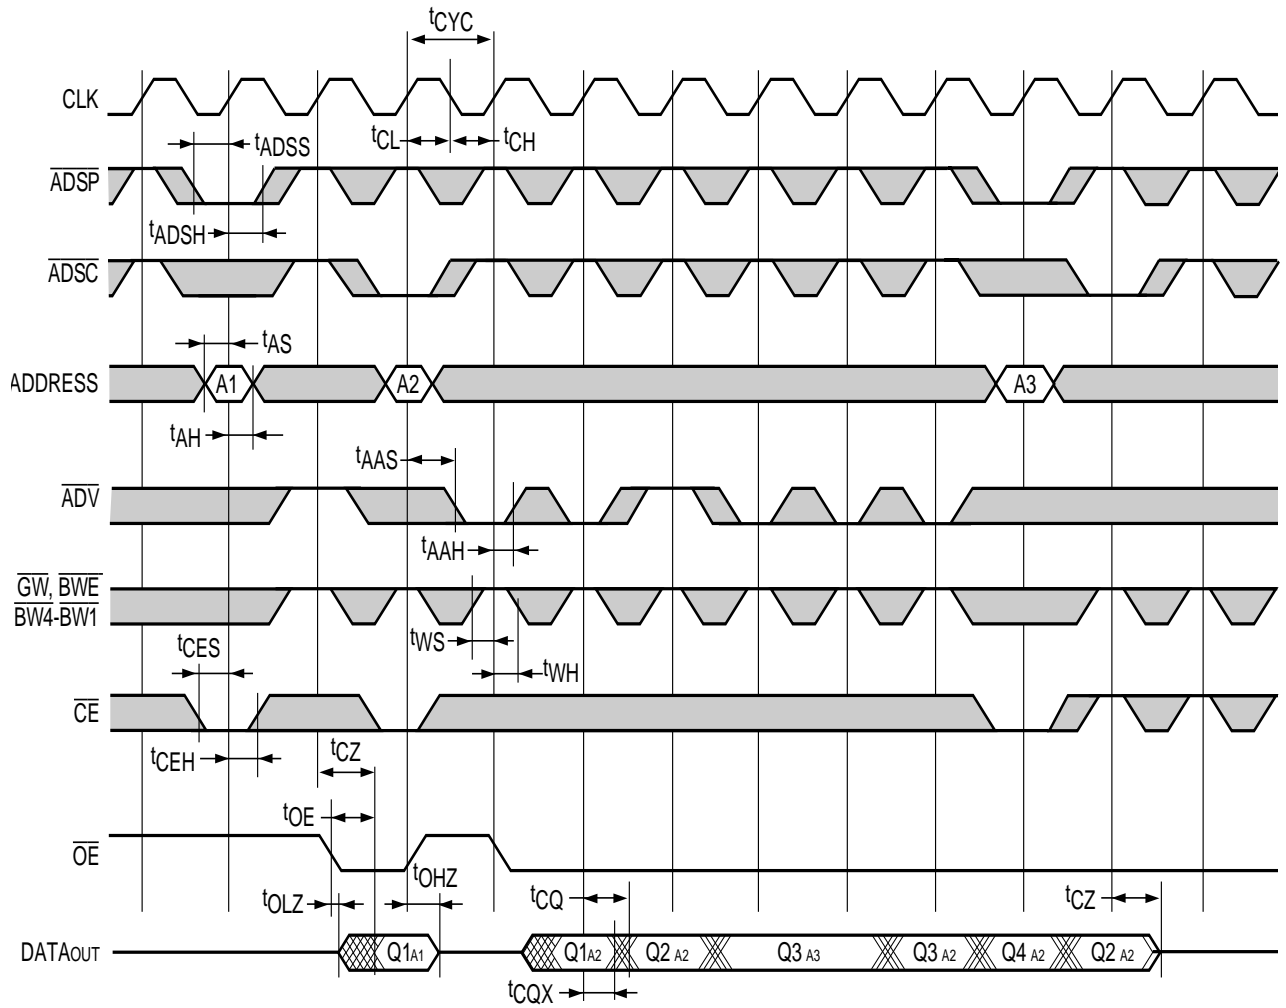 tCYC
CLK
tADSS
tCL
tCH
ADSP
tADSH
ADSC
tAS
ADDRESS
A1
A2
A3
tAH
tAAS
ADV
tAAH
GW, BWE
BW4-BW1
tCES
tWS
tWH
CE
tCEH
tCZ
tOE
OE
tOHZ
tOLZ
tCQ
tCZ
DATAOUT
Q1A1
Q1A2
Q2 A2
Q3 A3
Q3 A2
Q4 A2
Q2 A2
tCQX